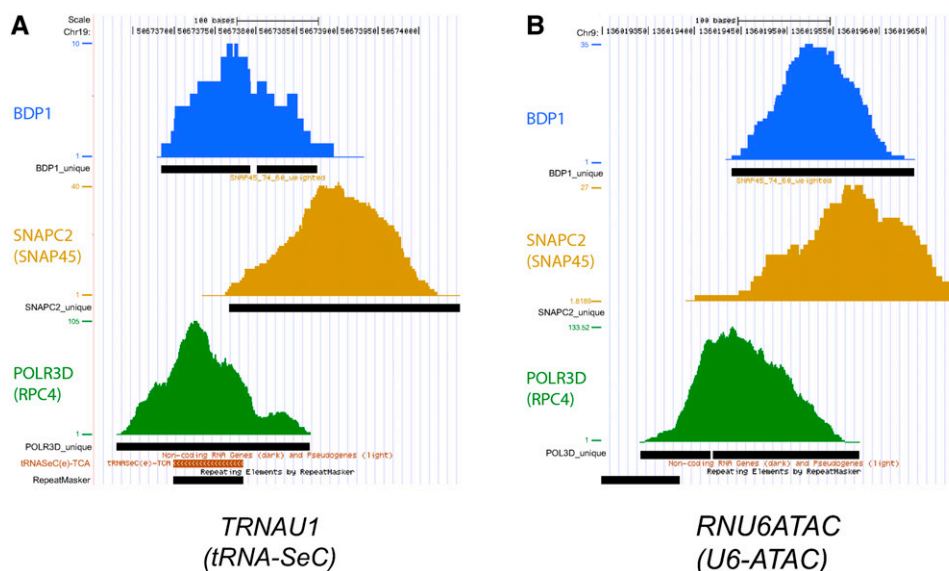 A
Scale
100 bases
Chr19:
50673700| 50673750| 50673800| 50673850| 50673900| 50673950| 50674000|
10
BDP1
1
BDP1_unique
SNAP45_74_60_weighted
40
SNAPC2
(SNAP45)
1
SNAPC2_unique
105
POLR3D
(RPC4)
1
POLR3D_unique
Non-coding RNA Genes (dark) and Pseudogenes (light)
tRNASeC(e)-TCA
tRNASeC(e)-TCA
Repeating Elements by RepeatMasker
RepeatMasker
TRNAU1
(tRNA-SeC)
B
100 bases
Chr9:
136019350| 136019400| 136019450| 136019500| 136019550| 136019600| 136019650|
35
BDP1
1
BDP1_unique
SNAP45_74_60_weighted
27
SNAPC2
(SNAP45)
1.8189
SNAPC2_unique
133.52
POLR3D
(RPC4)
1
POL3D_unique
Non-coding RNA Genes (dark) and Pseudogenes (light)
Repeating Elements by RepeatMasker
RNU6ATAC
(U6-ATAC)